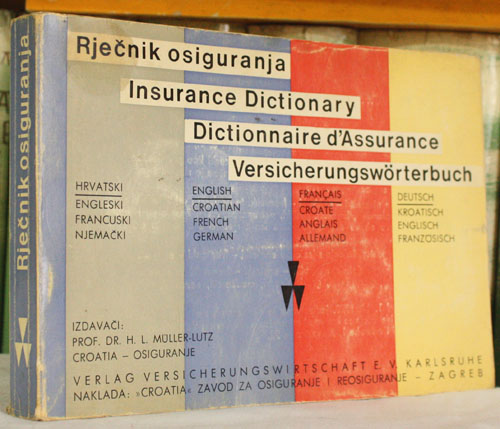 Rječnik osiguranja
Rječnik osiguranja
Insurance Dictionary
Dictionnaire d'Assurance
Versicherungswörterbuch
HRVATSKI
ENGLESKI
FRANCUSKI
NJEMAČKI
ENGLISH
CROATIAN
FRENCH
GERMAN
FRANÇAIS
CROATE
ANGLAIS
ALLEMAND
DEUTSCH
KROATISCH
ENGLISCH
FRANZÖSISCH
IZDAVAČI:
PROF. DR. H. L. MÜLLER-LUTZ
CROATIA – OSIGURANJE
VERLAG VERSICHERUNGSWIRTSCHAFT E. V. KARLSRUHE
NAKLADA: »CROATIA« ZAVOD ZA OSIGURANJE I REOSIGURANJE – ZAGREB